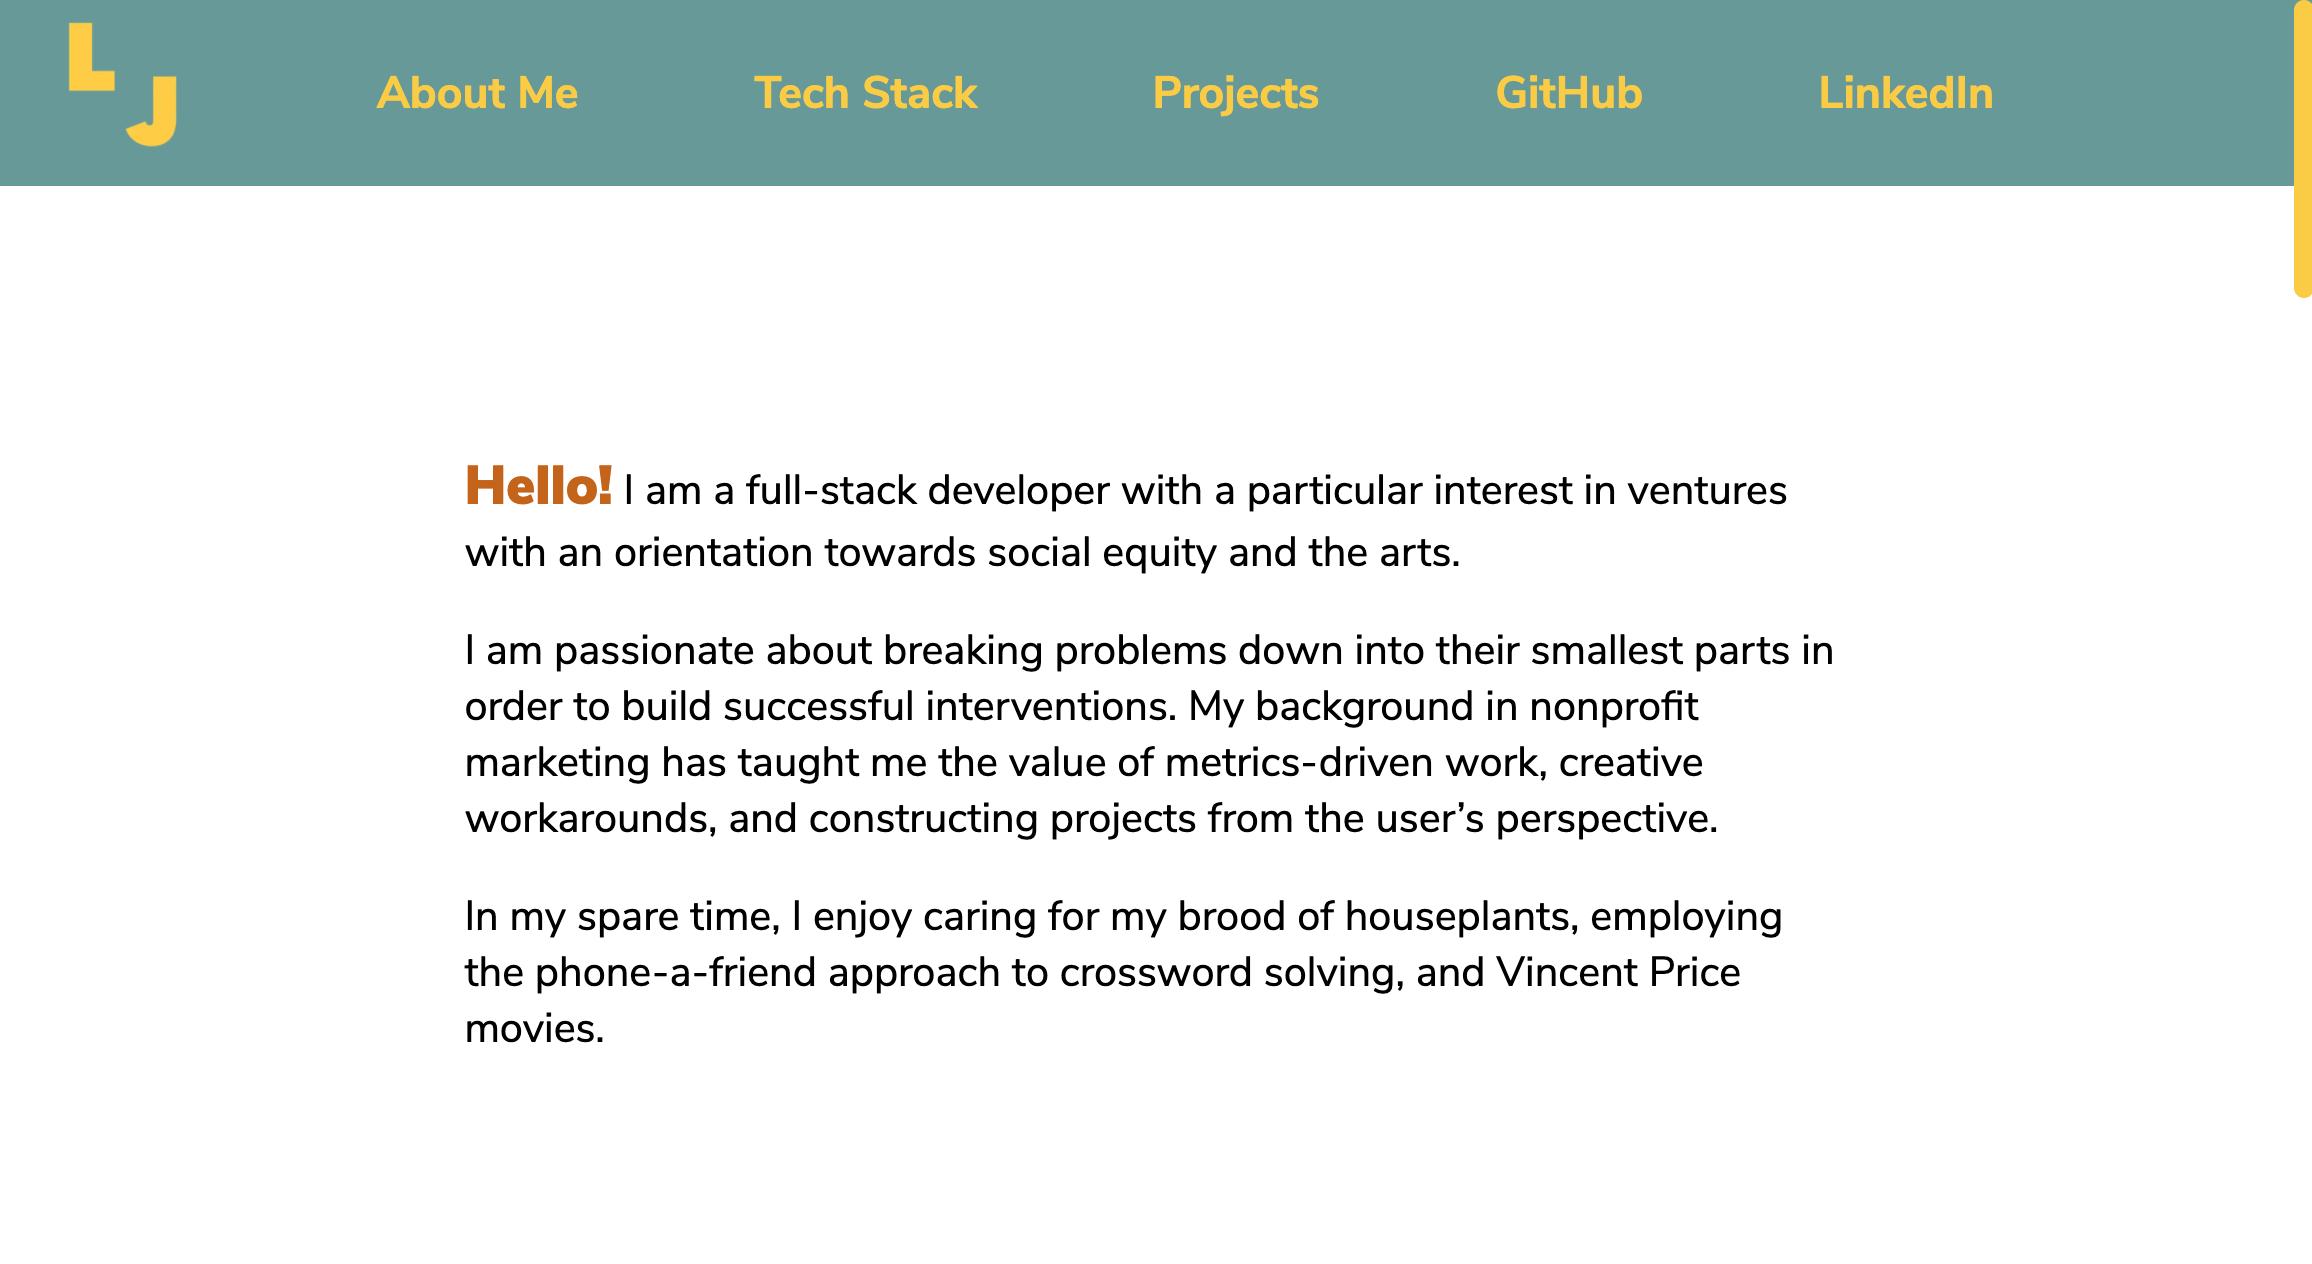 LJ
About Me
Tech Stack
Projects
GitHub
LinkedIn
Hello! I am a full-stack developer with a particular interest in ventures
with an orientation towards social equity and the arts.
I am passionate about breaking problems down into their smallest parts in
order to build successful interventions. My background in nonprofit
marketing has taught me the value of metrics-driven work, creative
workarounds, and constructing projects from the user’s perspective.
In my spare time, I enjoy caring for my brood of houseplants, employing
the phone-a-friend approach to crossword solving, and Vincent Price
movies.